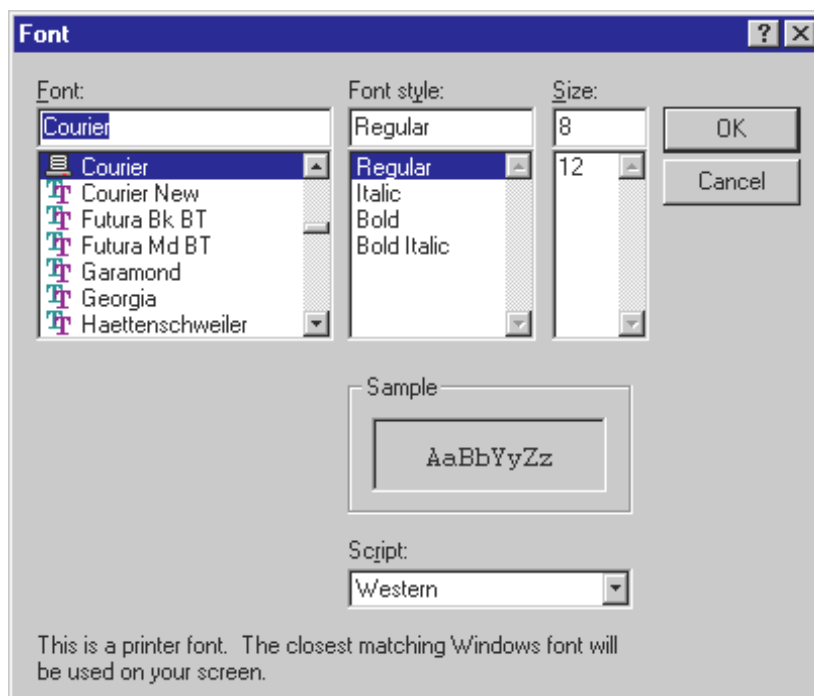 Font
Font:
Courier
Courier
Courier New
Futura Bk BT
Futura Md BT
Garamond
Georgia
Haettenschweiler
Font style:
Regular
Regular
Italic
Bold
Bold Italic
Size:
8
12
OK
Cancel
Sample
AaBbYyZz
Script:
Western
This is a printer font.  The closest matching Windows font will
be used on your screen.